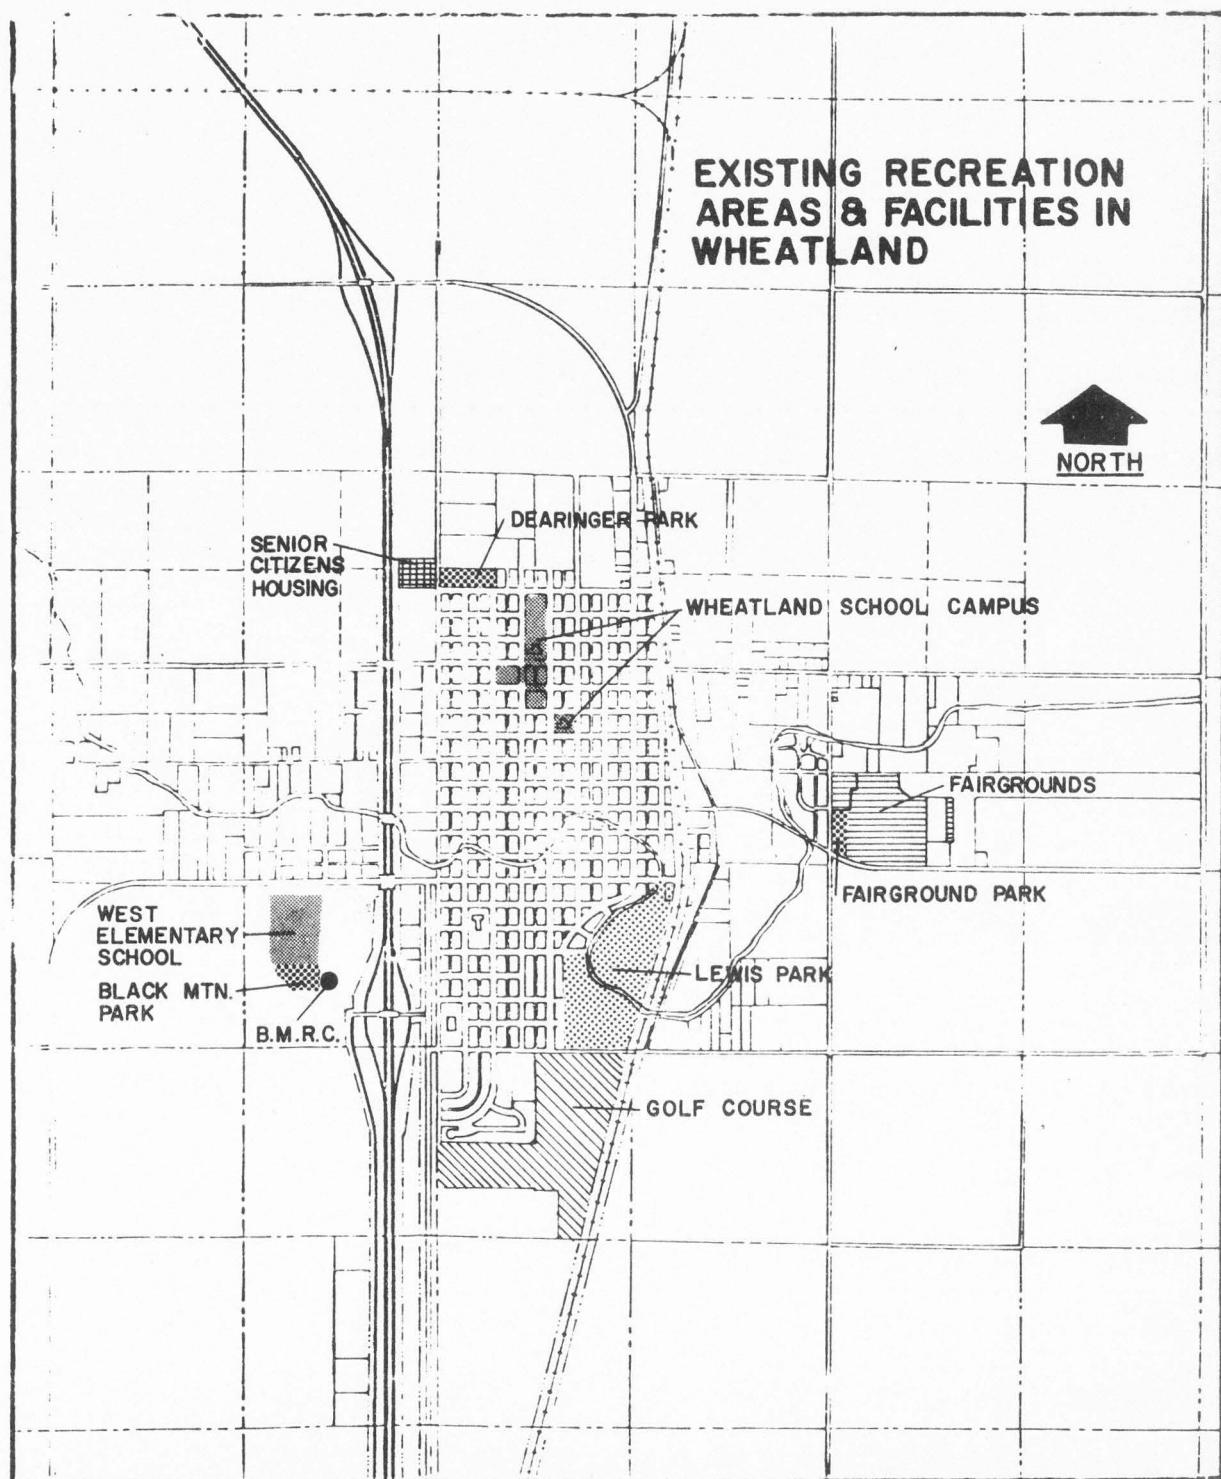 EXISTING RECREATION
AREAS & FACILITIES IN
WHEATLAND
NORTH
DEARINGER PARK
SENIOR
CITIZENS
HOUSING
WHEATLAND SCHOOL CAMPUS
FAIRGROUNDS
FAIRGROUND PARK
WEST
ELEMENTARY
SCHOOL
LEWIS PARK
BLACK MTN.
PARK
B.M.R.C.
GOLF COURSE